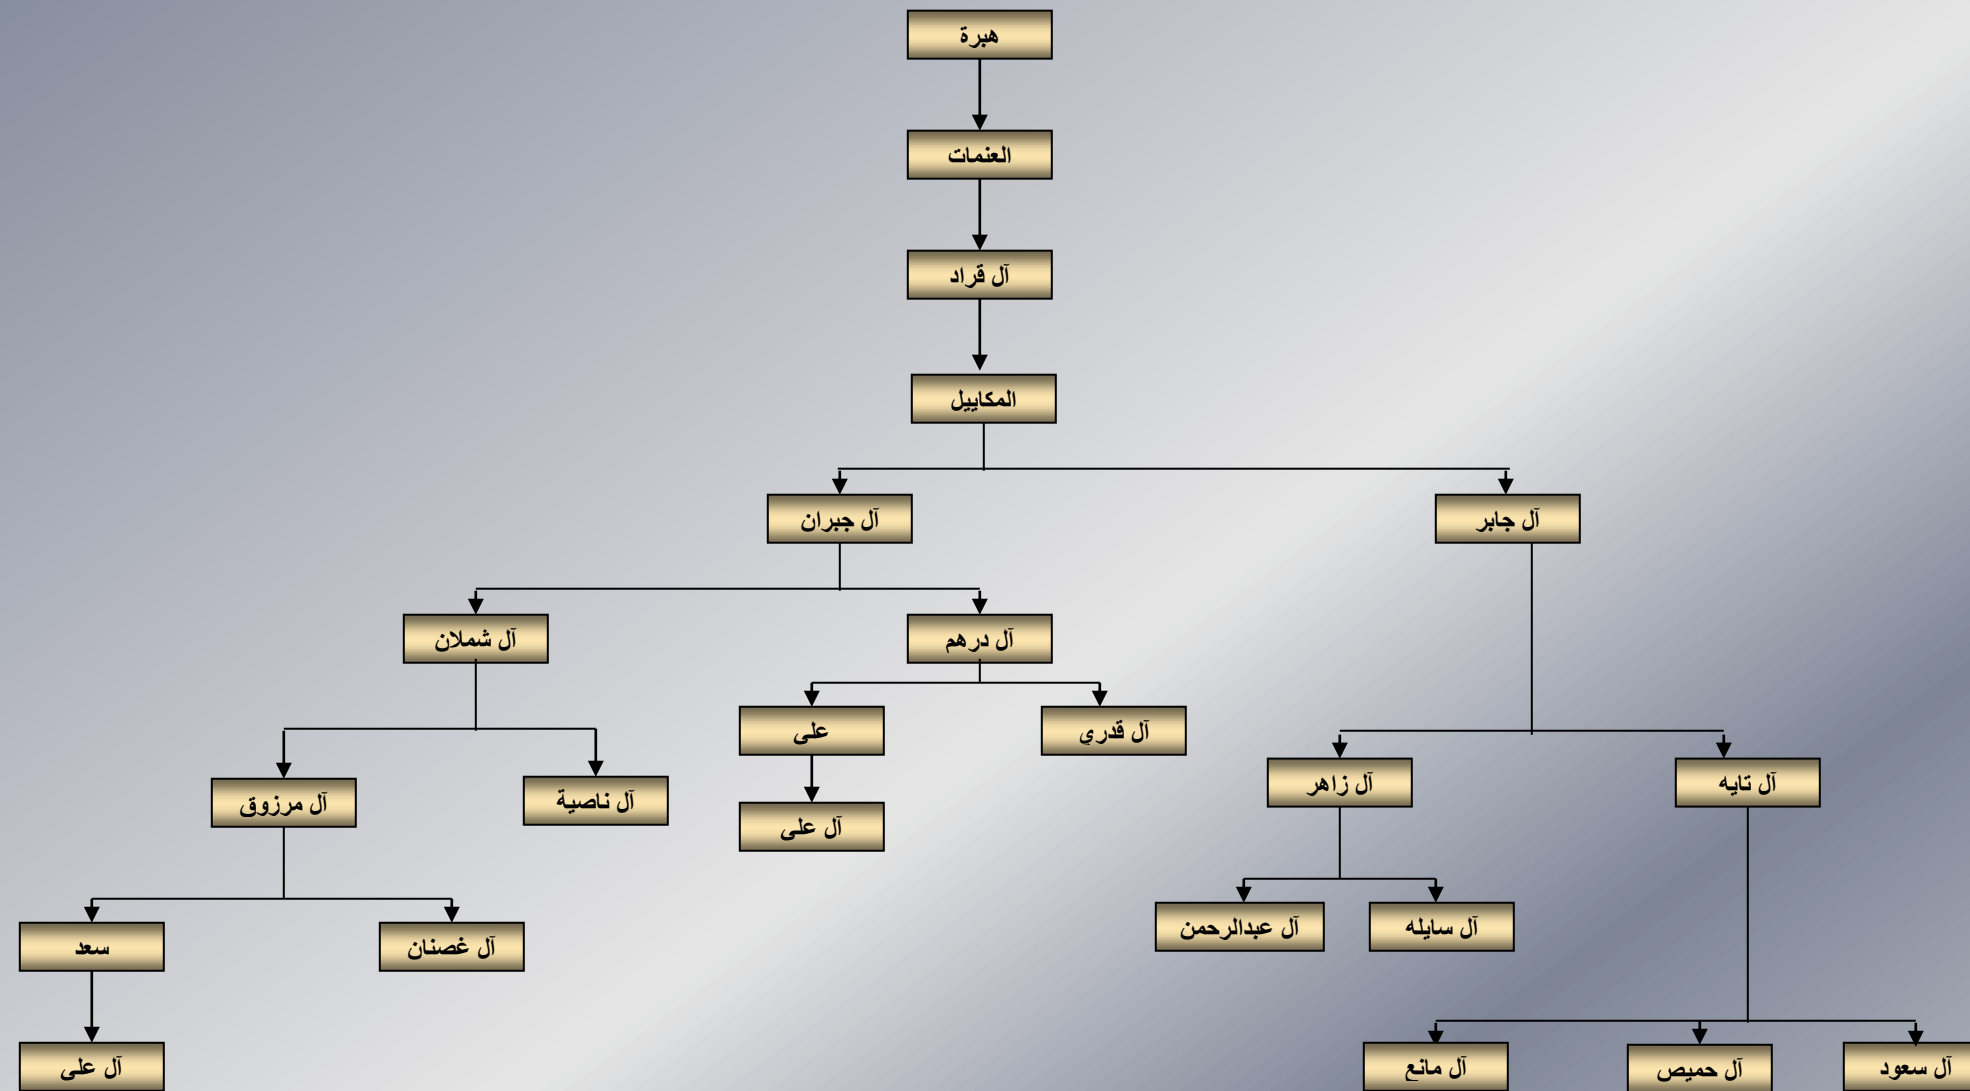 هبرة
العنمات
آل قراد
المكاييل
آل جابر
آل جبران
آل درهم
آل شملان
آل قدري
على
آل تايه
آل زاهر
آل ناصية
آل مرزوق
آل على
آل سايله
آل عبدالرحمن
آل غصنان
سعد
آل سعود
آل حميص
آل مانع
آل على